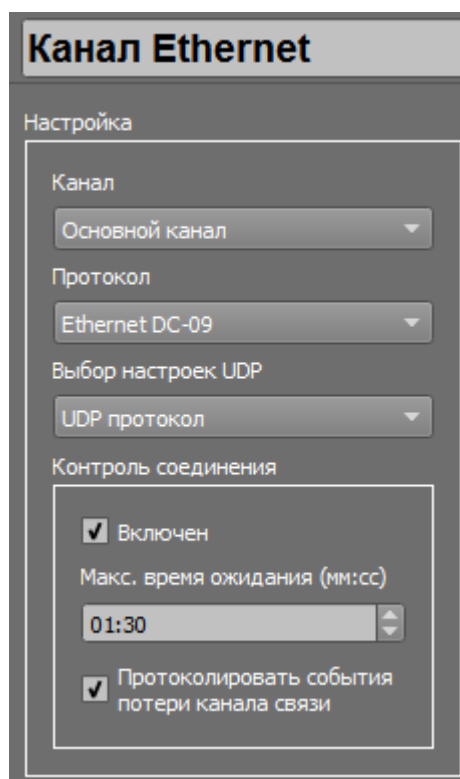 Канал Ethernet
Настройка
Канал
Основной канал
Протокол
Ethernet DC-09
Выбор настроек UDP
UDP протокол
Контроль соединения
Включен
Макс. время ожидания (мм:сс)
01:30
Протоколировать события
потери канала связи